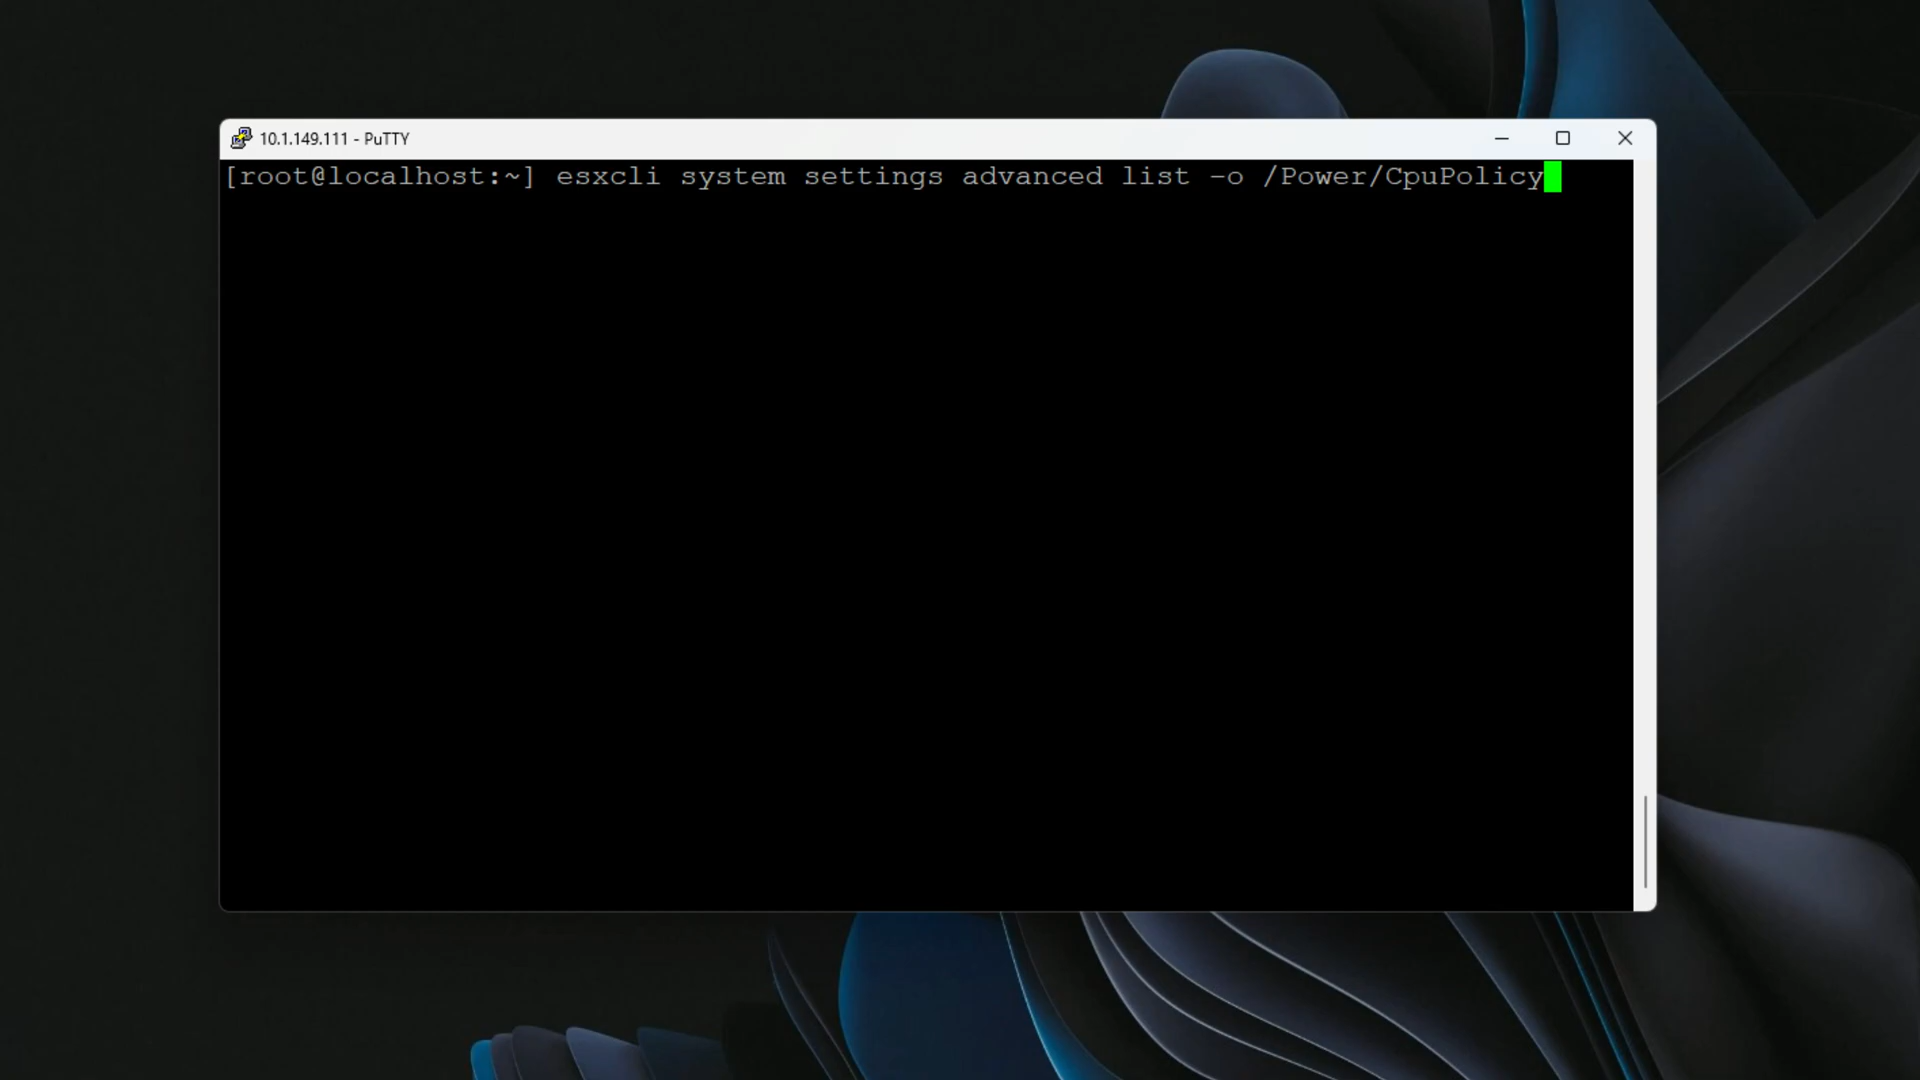 10.1.149.111 - PuTTY
[root@localhost:~] esxcli system settings advanced list -o /Power/CpuPolicy